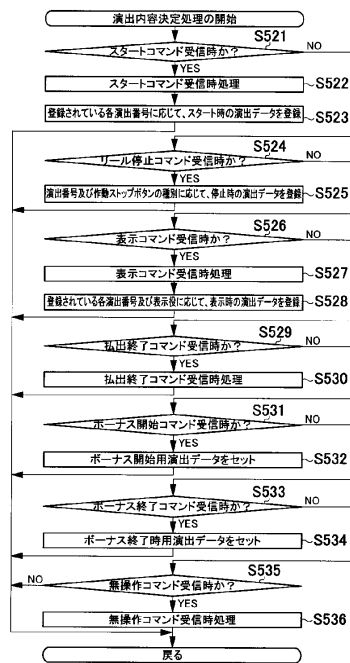 演出内容決定処理の開始
S521
スタートコマンド受信時か?
NO
YES
スタートコマンド受信時処理
S522
登録されている各演出番号に応じて、スタート時の演出データを登録
S523
S524
リール停止コマンド受信時か?
NO
YES
演出番号及び作動ストップボタンの種別に応じて、停止時の演出データを登録
S525
S526
表示コマンド受信時か?
NO
YES
表示コマンド受信時処理
S527
登録されている各演出番号及び表示役に応じて、表示時の演出データを登録
S528
S529
払出終了コマンド受信時か?
NO
YES
払出終了コマンド受信時処理
S530
S531
ボーナス開始コマンド受信時か?
NO
YES
ボーナス開始用演出データをセット
S532
S533
ボーナス終了コマンド受信時か?
NO
YES
ボーナス終了時用演出データをセット
S534
S535
NO
無操作コマンド受信時か?
YES
無操作コマンド受信時処理
S536
戻る